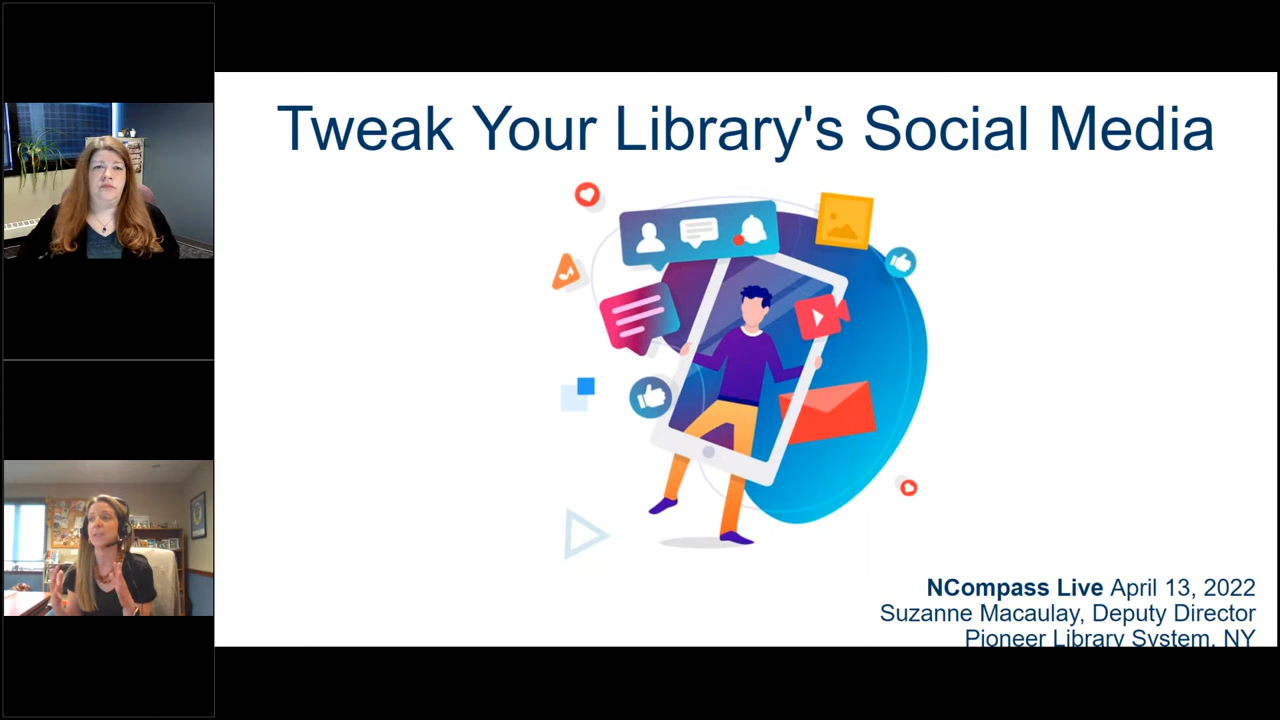 Tweak Your Library's Social Media
NCompass Live April 13, 2022
Suzanne Macaulay, Deputy Director
Pioneer Library System, NY